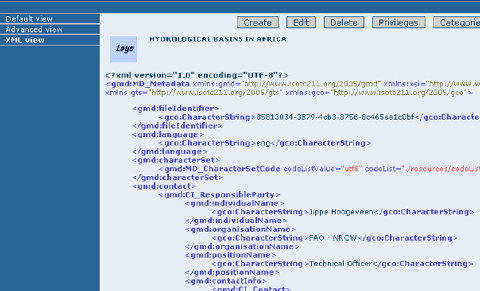 Default view
Advanced view
XML view
Create Edit Delete Privileges Categorie
Logo
HYDROLOGICAL BASINS IN AFRICA
<?xml version="1.0" encoding="UTF-8"?>
<gmd:MD_Metadata xmlns:gmd="http://www.isotc211.org/2005/gmd" xmlns:xsi="http://www.w
xmlns:gts="http://www.isotc211.org/2005/gts" xmlns:gco="http://www.isotc211.org/2005/gco">
<gmd:fileIdentifier>
<gco:CharacterString>85813034-3879-4cb3-8756-8c465aa1c0bf</gco:Characte
</gmd:fileIdentifier>
<gmd:language>
<gco:CharacterString>eng</gco:CharacterString>
</gmd:language>
<gmd:characterSet>
<gmd:MD_CharacterSetCode codeListValue="utf8" codeList="./resources/codeList
</gmd:characterSet>
<gmd:contact>
<gmd:CI_ResponsibleParty>
<gmd:individualName>
<gco:CharacterString>Jippe Hoogeveen</gco:CharacterString>
</gmd:individualName>
<gmd:organisationName>
<gco:CharacterString>FAO - NRCW</gco:CharacterString>
</gmd:organisationName>
<gmd:positionName>
<gco:CharacterString>Technical Officer</gco:CharacterString>
</gmd:positionName>
<gmd:contactInfo>
<gmd:CI_Contact>